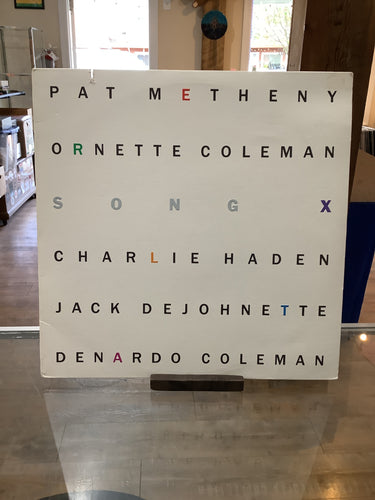 PAT METHENY
ORNETTE COLEMAN
SONG X
CHARLIE HADEN
JACK DEJOHNETTE
DENARDO COLEMAN